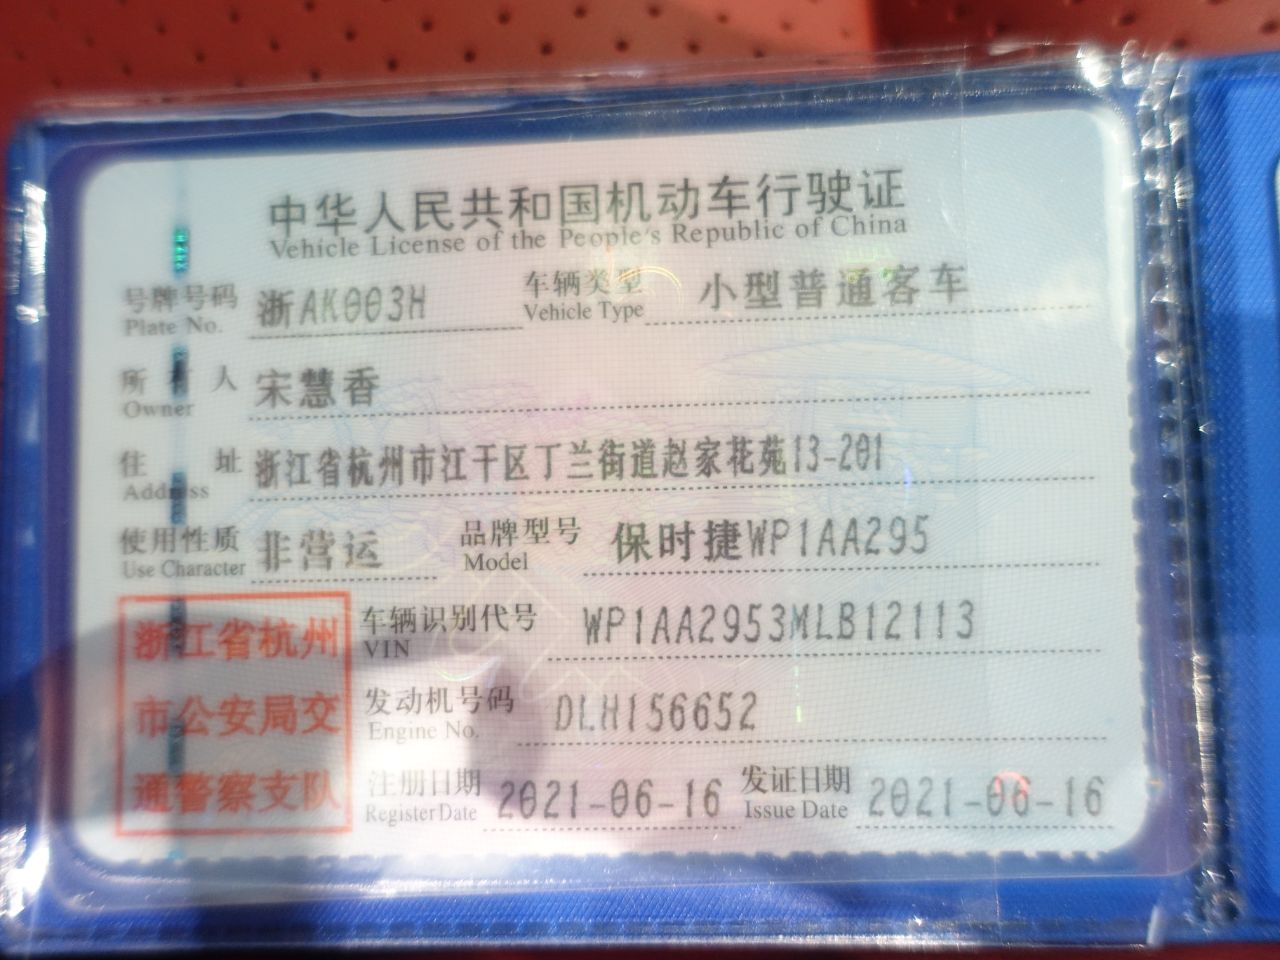 中华人民共和国机动车行驶证
Vehicle License of the People's Republic of China
号牌号码 浙AK003H 车辆类型 小型普通客车
Plate No. Vehicle Type
所有人 宋慧香
Owner
住址 浙江省杭州市江干区丁兰街道赵家花苑13-201
Address
使用性质 非营运 品牌型号 保时捷WP1AA295
Use Character Model
浙江省杭州 车辆识别代号 WP1AA2953MLB12113
VIN
市公安局交 发动机号码 DLH156652
Engine No.
通警察支队 注册日期 2021-06-16 发证日期 2021-06-16
Register Date Issue Date